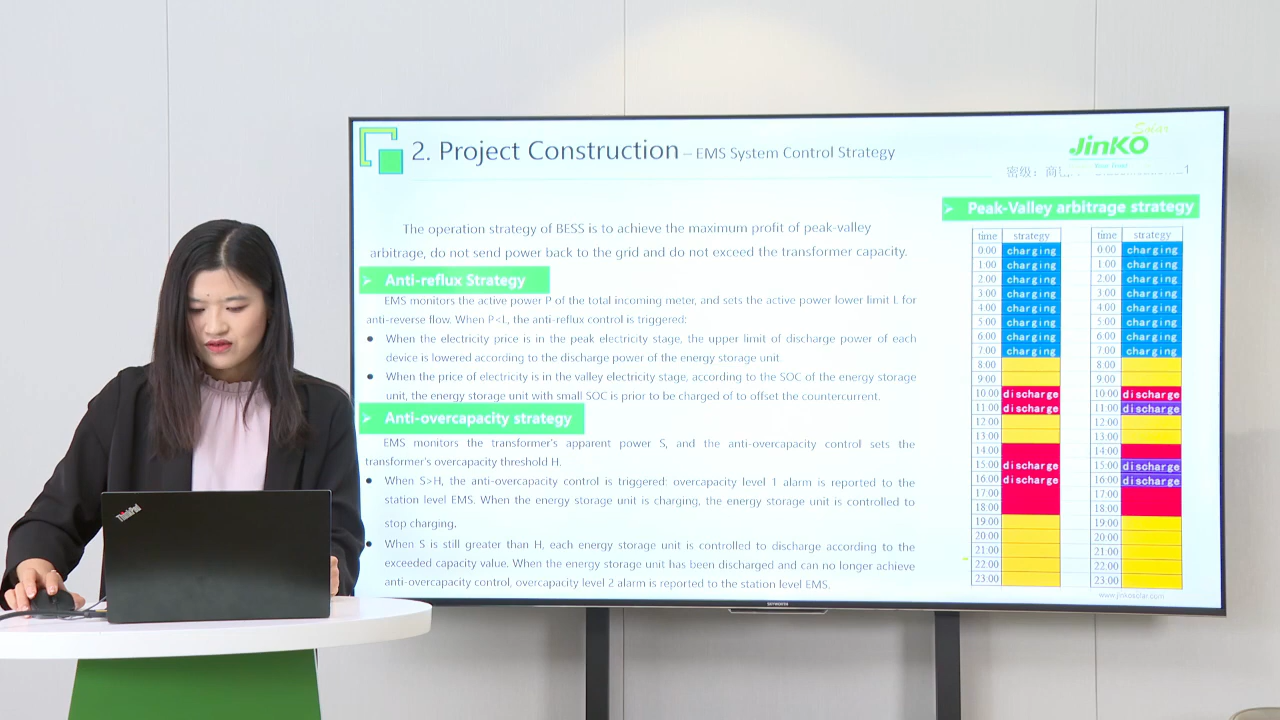 2. Project Construction – EMS System Control Strategy
Solar
JinKO
密级：商
The operation strategy of BESS is to achieve the maximum profit of peak-valley
arbitrage, do not send power back to the grid and do not exceed the transformer capacity.
Anti-reflux Strategy
EMS monitors the active power P of the total incoming meter, and sets the active power lower limit L for
anti-reverse flow. When P<L, the anti-reflux control is triggered:
● When the electricity price is in the peak electricity stage, the upper limit of discharge power of each
device lowered according to the discharge power of the energy storage unit
● When the price of electricity is in the valley electricity stage, according to the SOC of the energy storage
unit, the energy storage unit with small SOC is prior to be charged of to offset the countercurrent.
Anti-overcapacity strategy
EMS monitors the transformer's apparent power S, and the anti-overcapacity control sets the
transformer's overcapacity threshold H.
● When the anti-overcapacity control is triggered: overcapacity level 1 alarm is reported to the
station level EMS. When the energy storage unit is charging, the energy storage unit is controlled to
stop charging.
● When S is still greater than H, each energy storage unit is controlled to discharge according to the
exceeded capacity value. When the energy storage unit has been discharged and can no longer achieve
anti-overcapacity control, overcapacity level 2 alarm is reported to the station level EMS.
Peak-Valley arbitrage strategy
time strategy time strategy
0:00 charging 0:00 charging
1:00 charging 1:00 charging
2:00 charging 2:00 charging
3:00 charging 3:00 charging
4:00 charging 4:00 charging
5:00 charging 5:00 charging
6:00 charging 6:00 charging
7:00 charging 7:00 charging
8:00 8:00
9:00 9:00
10:00 discharge 10:00 discharge
11:00 discharge 11:00 discharge
12:00 12:00
13:00 13:00
14:00 14:00
15:00 discharge 15:00 discharge
16:00 discharge 16:00 discharge
17:00 17:00
18:00 18:00
19:00 19:00
20:00 20:00
21:00 21:00
22:00 22:00
23:00 23:00
www.jinkosolar.com
ThinkPad
SKYWORTH